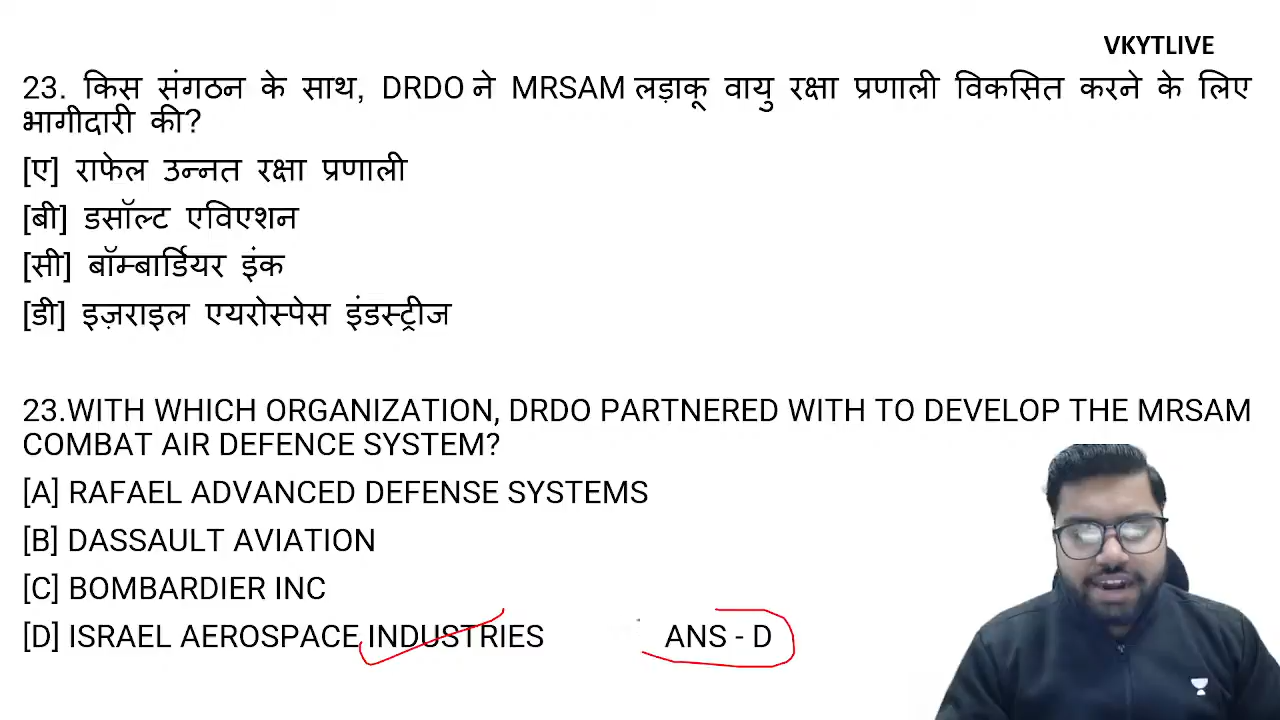 VKYTLIVE
23. किस संगठन के साथ, DRDO ने MRSAM लड़ाकू वायु रक्षा प्रणाली विकसित करने के लिए
भागीदारी की?
[ए] राफेल उन्नत रक्षा प्रणाली
[बी] डसॉल्ट एविएशन
[सी] बॉम्बार्डियर इंक
[डी] इज़राइल एयरोस्पेस इंडस्ट्रीज
23.WITH WHICH ORGANIZATION, DRDO PARTNERED WITH TO DEVELOP THE MRSAM
COMBAT AIR DEFENCE SYSTEM?
[A] RAFAEL ADVANCED DEFENSE SYSTEMS
[B] DASSAULT AVIATION
[C] BOMBARDIER INC
[D] ISRAEL AEROSPACE INDUSTRIES ANS - D